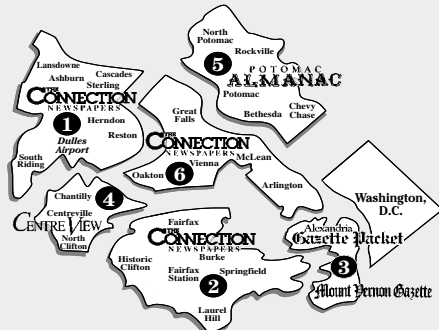 North
Potomac
Rockville
5
POTOMAC
ALMANAC
Potomac
Bethesda
Chevy
Chase
Lansdowne
Ashburn
Cascades
Sterling
THE
CONNECTION
NEWSPAPERS
1
Herndon
Dulles
Airport
Reston
South
Riding
Great
Falls
THE
CONNECTION
NEWSPAPERS
Vienna
McLean
Oakton
6
Arlington
Chantilly
4
Centreville
CENTRE VIEW
North
Clifton
Fairfax
THE
CONNECTION
NEWSPAPERS
Burke
Historic
Clifton
Fairfax
Station
Springfield
2
Laurel
Hill
Washington,
D.C.
Alexandria
Gazette Packet
3
Mount Vernon Gazette